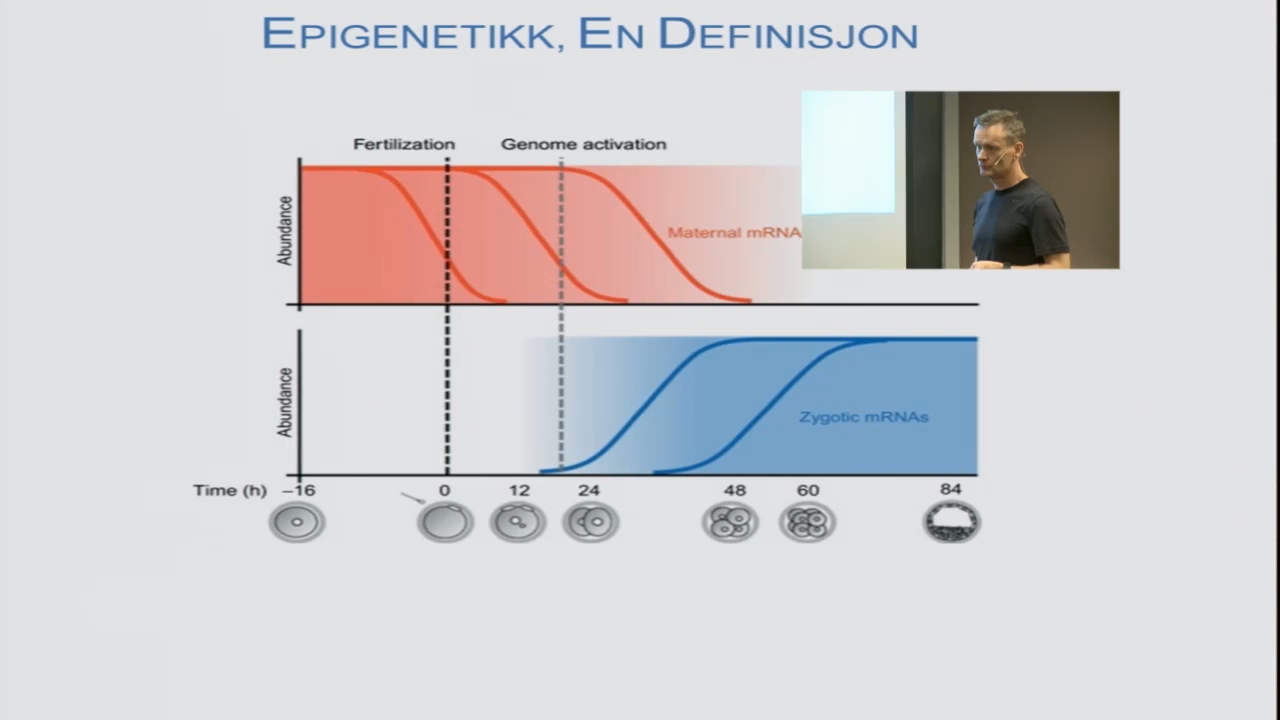 EPIGENETIKK, EN DEFINISJON
Fertilization
Genome activation
Abundance
Maternal mRNA
Abundance
Zygotic mRNAs
Time (h) –16 0 12 24 48 60 84